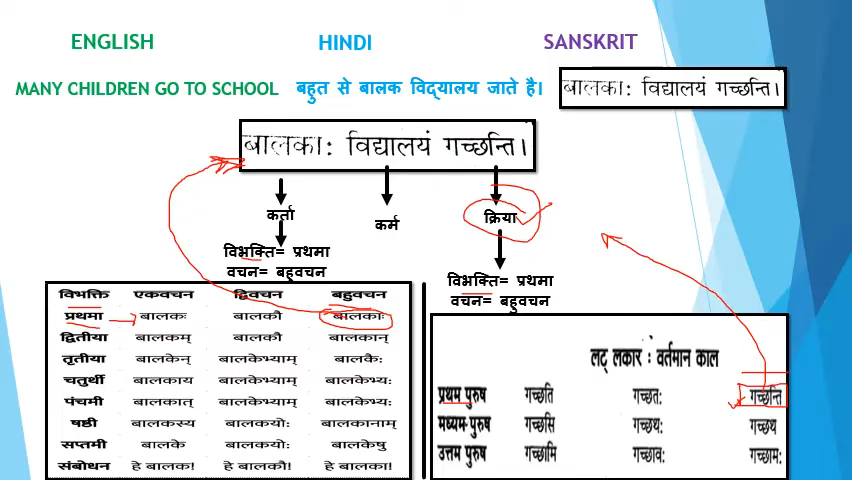 ENGLISH HINDI SANSKRIT
MANY CHILDREN GO TO SCHOOL बहुत से बालक विद्यालय जाते है। बालका: विद्यालयं गच्छन्ति।
बालका: विद्यालयं गच्छन्ति।
कर्ता कर्म क्रिया
विभक्ति= प्रथमा
वचन= बहुवचन
विभक्ति= प्रथमा
वचन= बहुवचन
विभक्ति एकवचन द्विवचन बहुवचन
प्रथमा बालकः बालकौ बालकाः
द्वितीया बालकम् बालकौ बालकान्
तृतीया बालकेन् बालकेभ्याम् बालकै:
चतुर्थी बालकाय बालकेभ्याम् बालकेभ्य:
पंचमी बालकात् बालकेभ्याम् बालकेभ्य:
षष्ठी बालकस्य बालकयो: बालकानाम्
सप्तमी बालके बालकयो: बालकेषु
संबोधन हे बालक! हे बालकौ! हे बालका!
लट् लकार : वर्तमान काल
प्रथम पुरुष गच्छति गच्छत: गच्छन्ति
मध्यम पुरुष गच्छसि गच्छथ: गच्छथ
उत्तम पुरुष गच्छामि गच्छाव: गच्छाम: